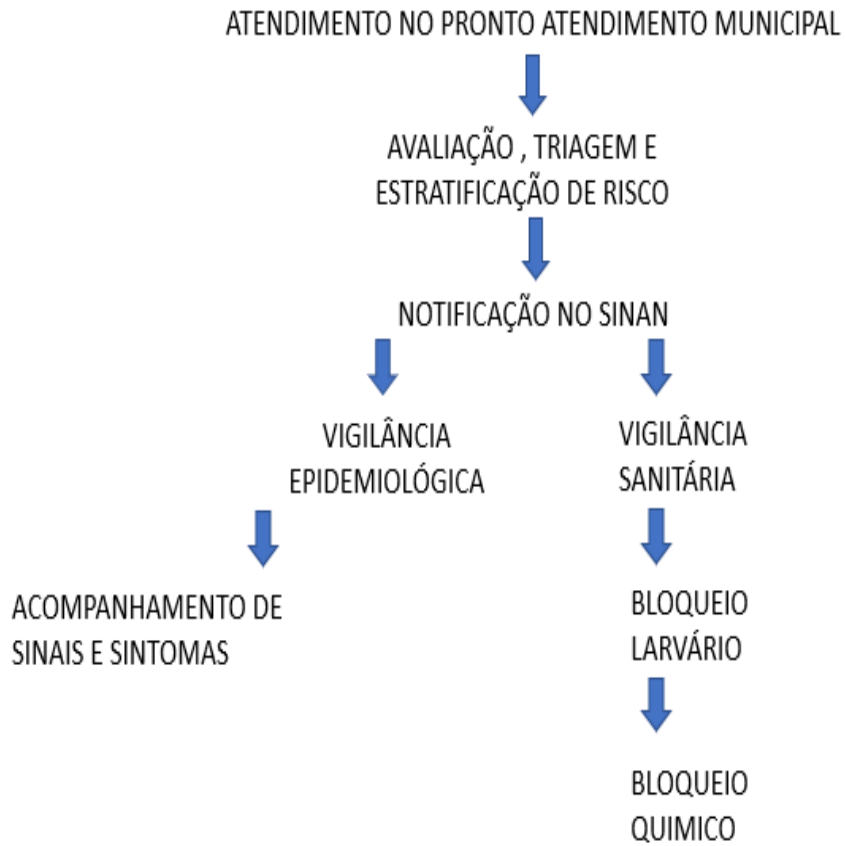 ATENDIMENTO NO PRONTO ATENDIMENTO MUNICIPAL
AVALIAÇÃO , TRIAGEM E
ESTRATIFICAÇÃO DE RISCO
NOTIFICAÇÃO NO SINAN
VIGILÂNCIA
EPIDEMIOLÓGICA
VIGILÂNCIA
SANITÁRIA
ACOMPANHAMENTO DE
SINAIS E SINTOMAS
BLOQUEIO
LARVÁRIO
BLOQUEIO
QUIMICO